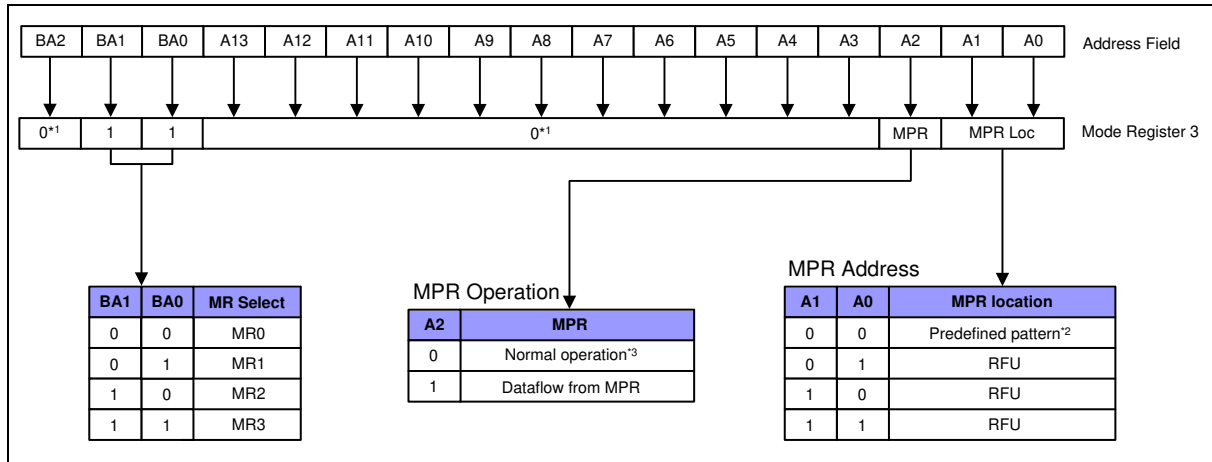 BA2 BA1 BA0 A13 A12 A11 A10 A9 A8 A7 A6 A5 A4 A3 A2 A1 A0 Address Field
0*1 1 1 0*1 MPR MPR Loc Mode Register 3
BA1 BA0 MR Select
0 0 MR0
0 1 MR1
1 0 MR2
1 1 MR3
MPR Operation
A2 MPR
0 Normal operation*3
1 Dataflow from MPR
MPR Address
A1 A0 MPR location
0 0 Predefined pattern*2
0 1 RFU
1 0 RFU
1 1 RFU